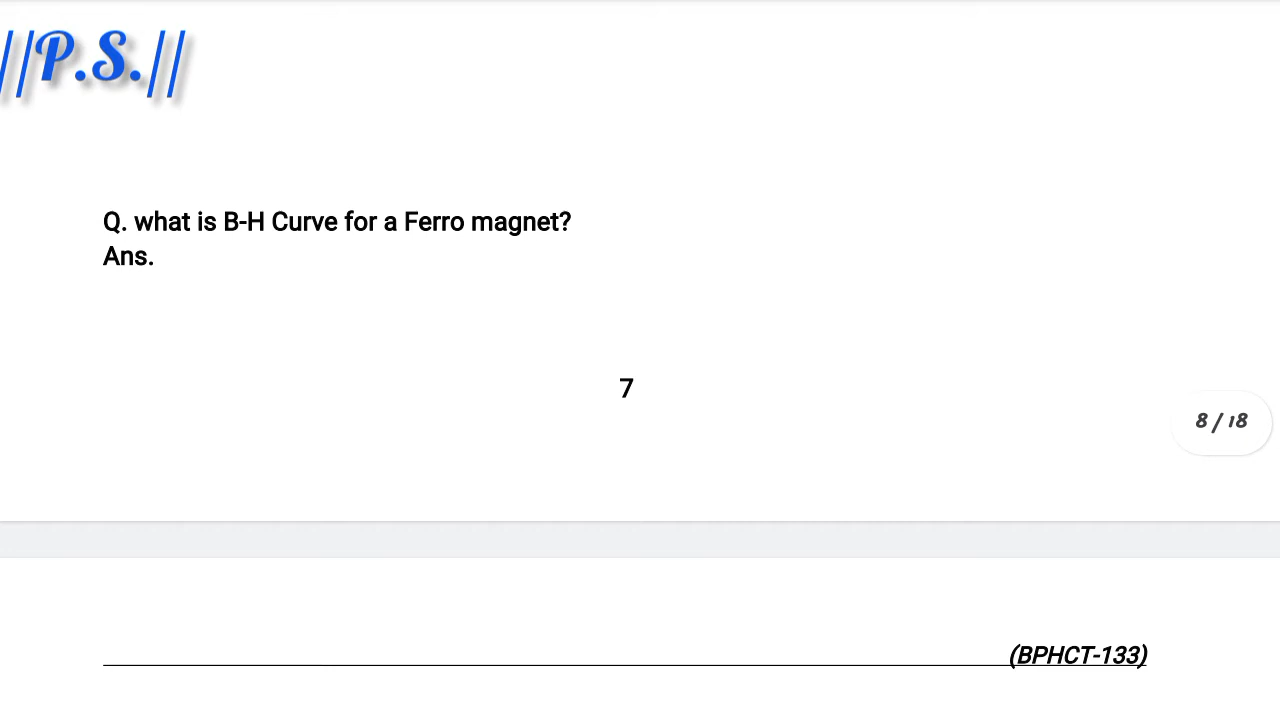 ||P.S.||
Q. what is B-H Curve for a Ferro magnet?
Ans.
7
8 / 18
(BPHCT-133)